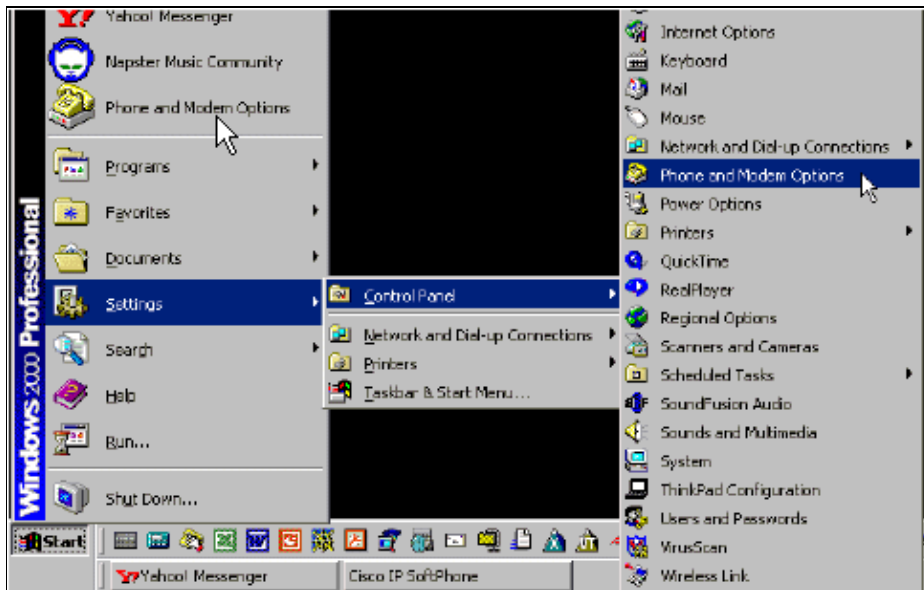 Yahoo! Messenger
Napster Music Community
Phone and Modem Options
Programs
Favorites
Documents
Settings
Search
Help
Run...
Shut Down...
Windows 2000 Professional
Control Panel
Network and Dial-up Connections
Printers
Taskbar & Start Menu...
Internet Options
Keyboard
Mail
Mouse
Network and Dial-up Connections
Phone and Modem Options
Power Options
Printers
QuickTime
RealPlayer
Regional Options
Scanners and Cameras
Scheduled Tasks
SoundFusion Audio
Sounds and Multimedia
System
ThinkPad Configuration
Users and Passwords
VirusScan
Wireless Link
Start
Yahoo! Messenger
Cisco IP SoftPhone